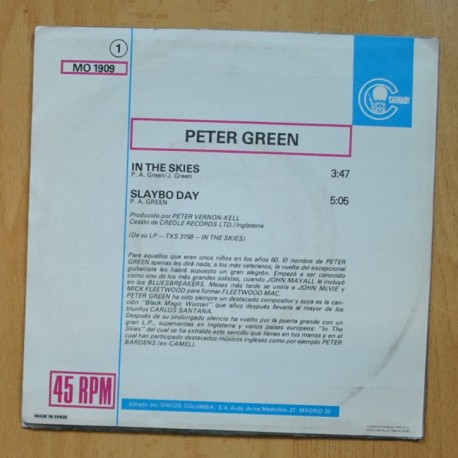 1
MO 1909
CARNABY
PETER GREEN
IN THE SKIES 3:47
P. A. Green/J. Green
SLAYBO DAY 5:05
P. A. GREEN
Producido por PETER VERNON-KELL
Cesión de CREOLE RECORDS LTD./Inglaterra
(De su LP – TXS 3158 – IN THE SKIES)
Para aquellos que eran unos niños en los años 60. El nombre de PETER
GREEN apenas les dirá nada; a los más veteranos, la vuelta del excepcional
guitarrista les habrá supuesto un gran alegrón. Empezó a ser conocido
como uno de los más grandes solistas, cuando JOHN MAYALL le incluyó
en los BLUESBREAKERS. Meses más tarde se uniría a JOHN McVIE y
MICK FLEETWOOD para formar FLEETWOOD MAC.
PETER GREEN ha sido siempre un destacado compositor y suya es la can-
ción "Black Magic Woman" que años después llevaría al mayor de los
triunfos CARLOS SANTANA.
Después de su prolongado silencio ha vuelto por la puerta grande con un
gran L.P., superventas en Inglaterra y varios países europeos: "In The
Skies" del cual se ha extraído este sencillo que tienes en tus manos y en el
cual han participado destacados músicos ingleses como por ejemplo PETER
BARDENS (ex-CAMEL).
45 RPM
MADE IN SPAIN
Editado por DISCOS COLUMBIA, S.A. Avda. de los Madroños, 27. MADRID 33